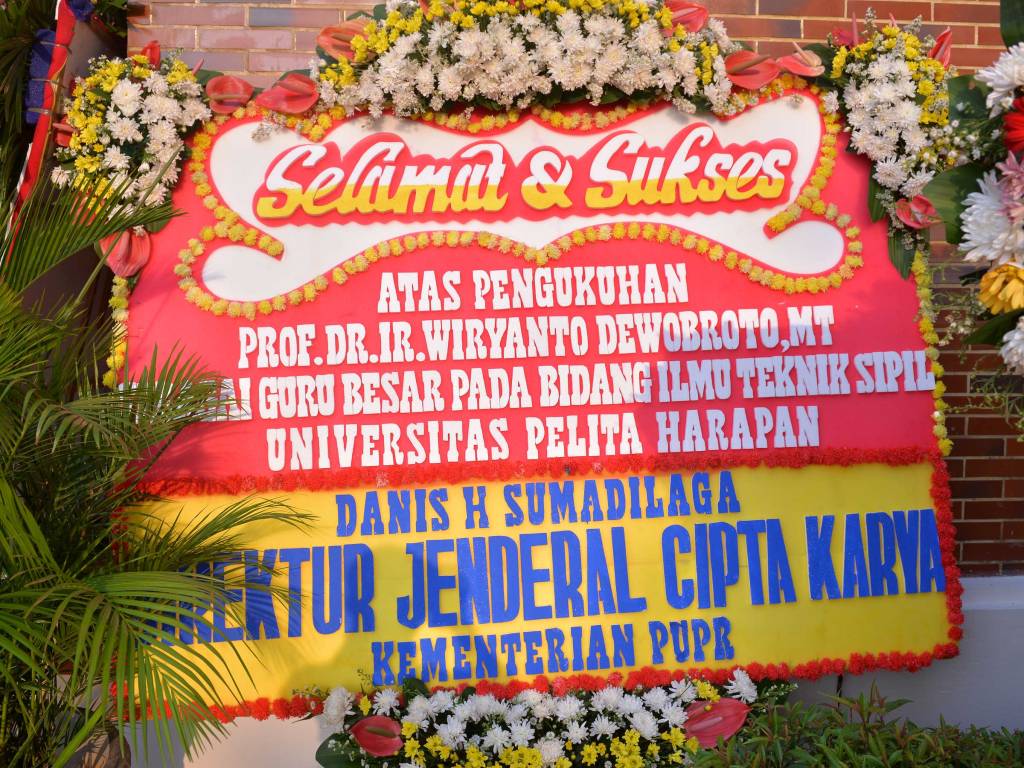 Selamat & Sukses
ATAS PENGUKUHAN
PROF.DR.IR.WIRYANTO DEWOBROTO,MT
GURU BESAR PADA BIDANG ILMU TEKNIK SIPIL
UNIVERSITAS PELITA HARAPAN
DANIS H SUMADILAGA
DIREKTUR JENDERAL CIPTA KARYA
KEMENTERIAN PUPR